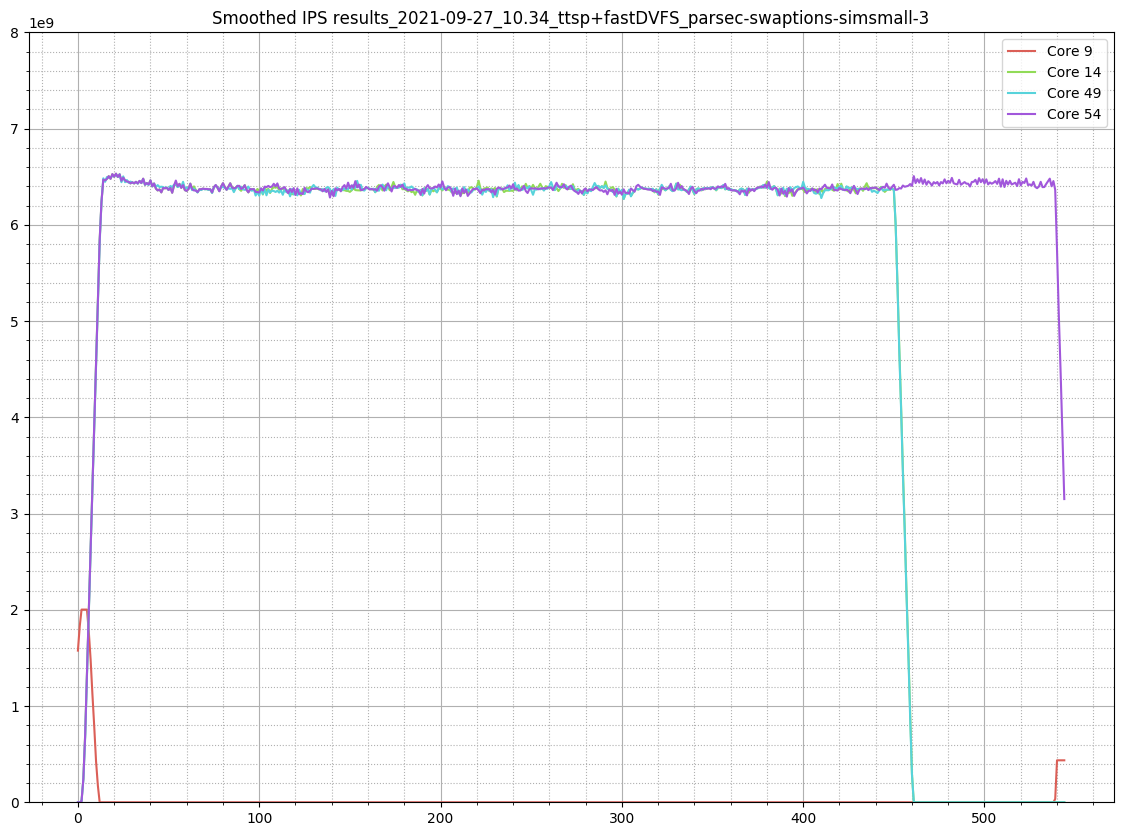 Smoothed IPS results_2021-09-27_10.34_ttsp+fastDVFS_parsec-swaptions-simsmall-3
1e9
Core 9
Core 14
Core 49
Core 54
8
7
6
5
4
3
2
1
0
0 100 200 300 400 500